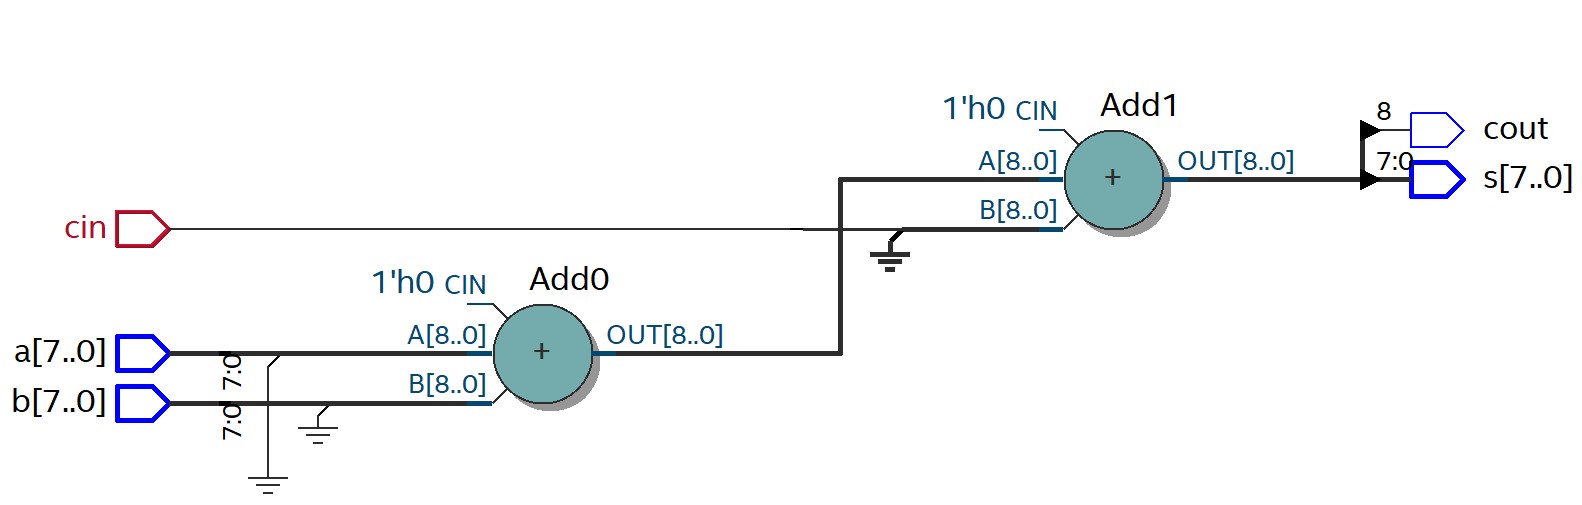 1'h0 CIN
Add1
8
cout
A[8..0]
OUT[8..0]
7:0
s[7..0]
B[8..0]
cin
1'h0 CIN
Add0
a[7..0]
7:0
A[8..0]
OUT[8..0]
b[7..0]
7:0
B[8..0]
+
+